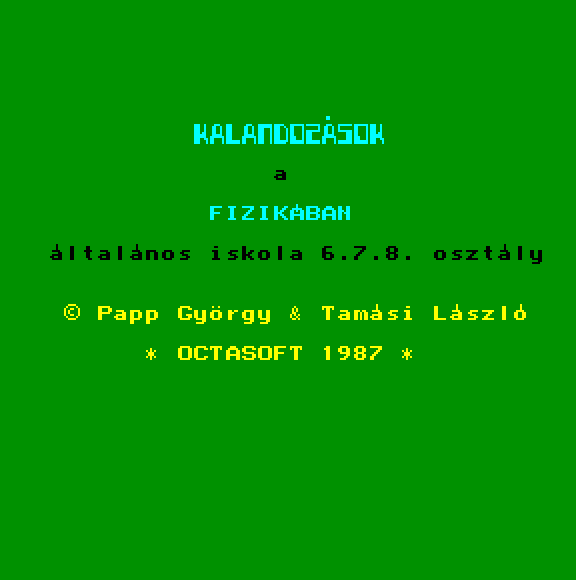 KALANDOZÁSOK
a
FIZIKÁBAN
általános iskola 6.7.8. osztály
© Papp György & Tamási László
* OCTASOFT 1987 *